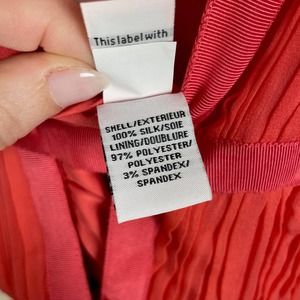 This label with
SHELL/EXTERIEUR
100% SILK/SOIE
LINING/DOUBLURE
97% POLYESTER/
POLYESTER
3% SPANDEX/
SPANDEX